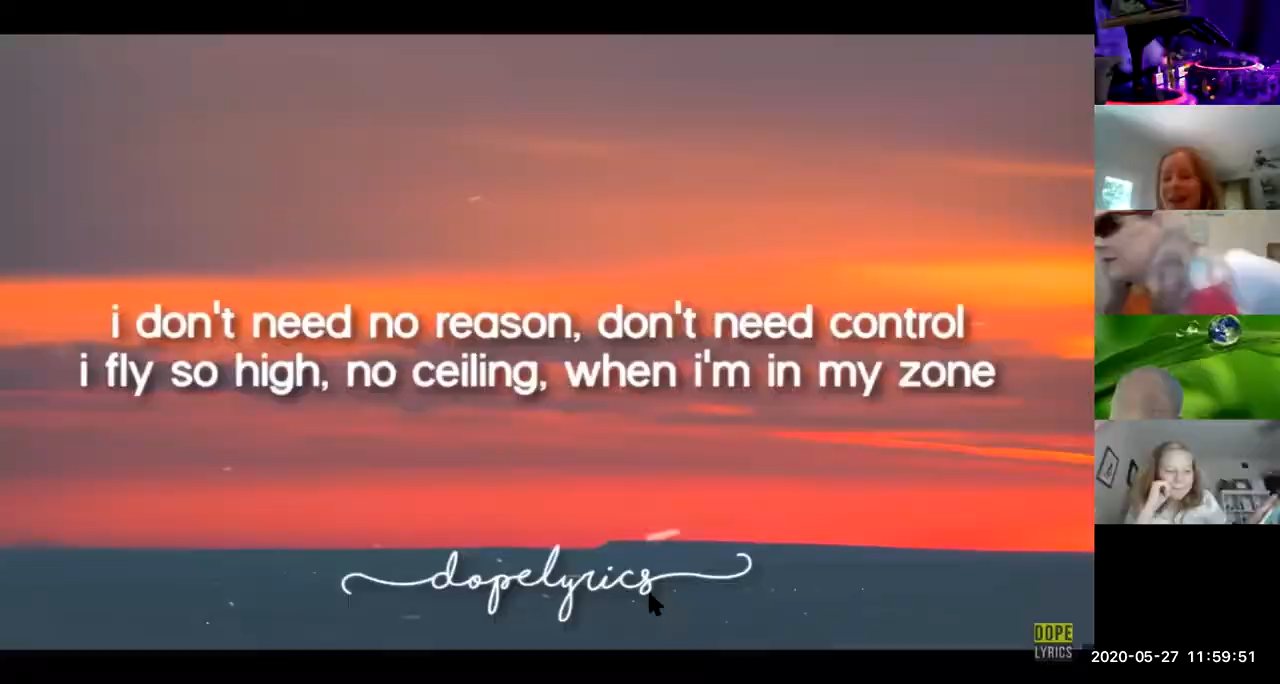 i don't need no reason, don't need control
i fly so high, no ceiling, when i'm in my zone
dopelyrics
DOPE
LYRICS
2020-05-27 11:59:51